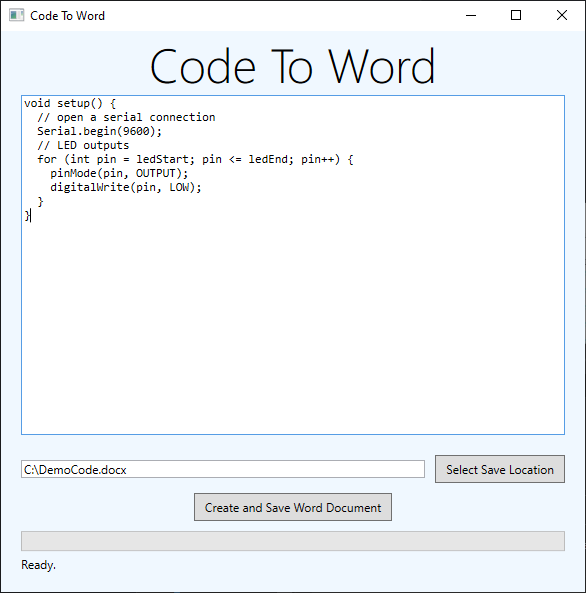 Code To Word
Code To Word
void setup() {
  // open a serial connection
  Serial.begin(9600);
  // LED outputs
  for (int pin = ledStart; pin <= ledEnd; pin++) {
    pinMode(pin, OUTPUT);
    digitalWrite(pin, LOW);
  }
}
C:\DemoCode.docx
Select Save Location
Create and Save Word Document
Ready.